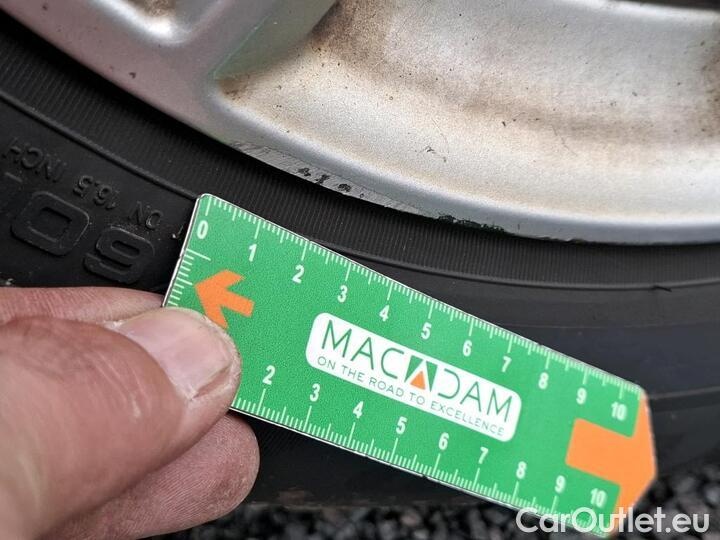 DN 16.5 INCH
60
0 1 2 3 4 5 6 7 8 9 10
MACADAM
ON THE ROAD TO EXCELLENCE
2 3 4 5 6 7 8 9 10
CarOutlet.eu